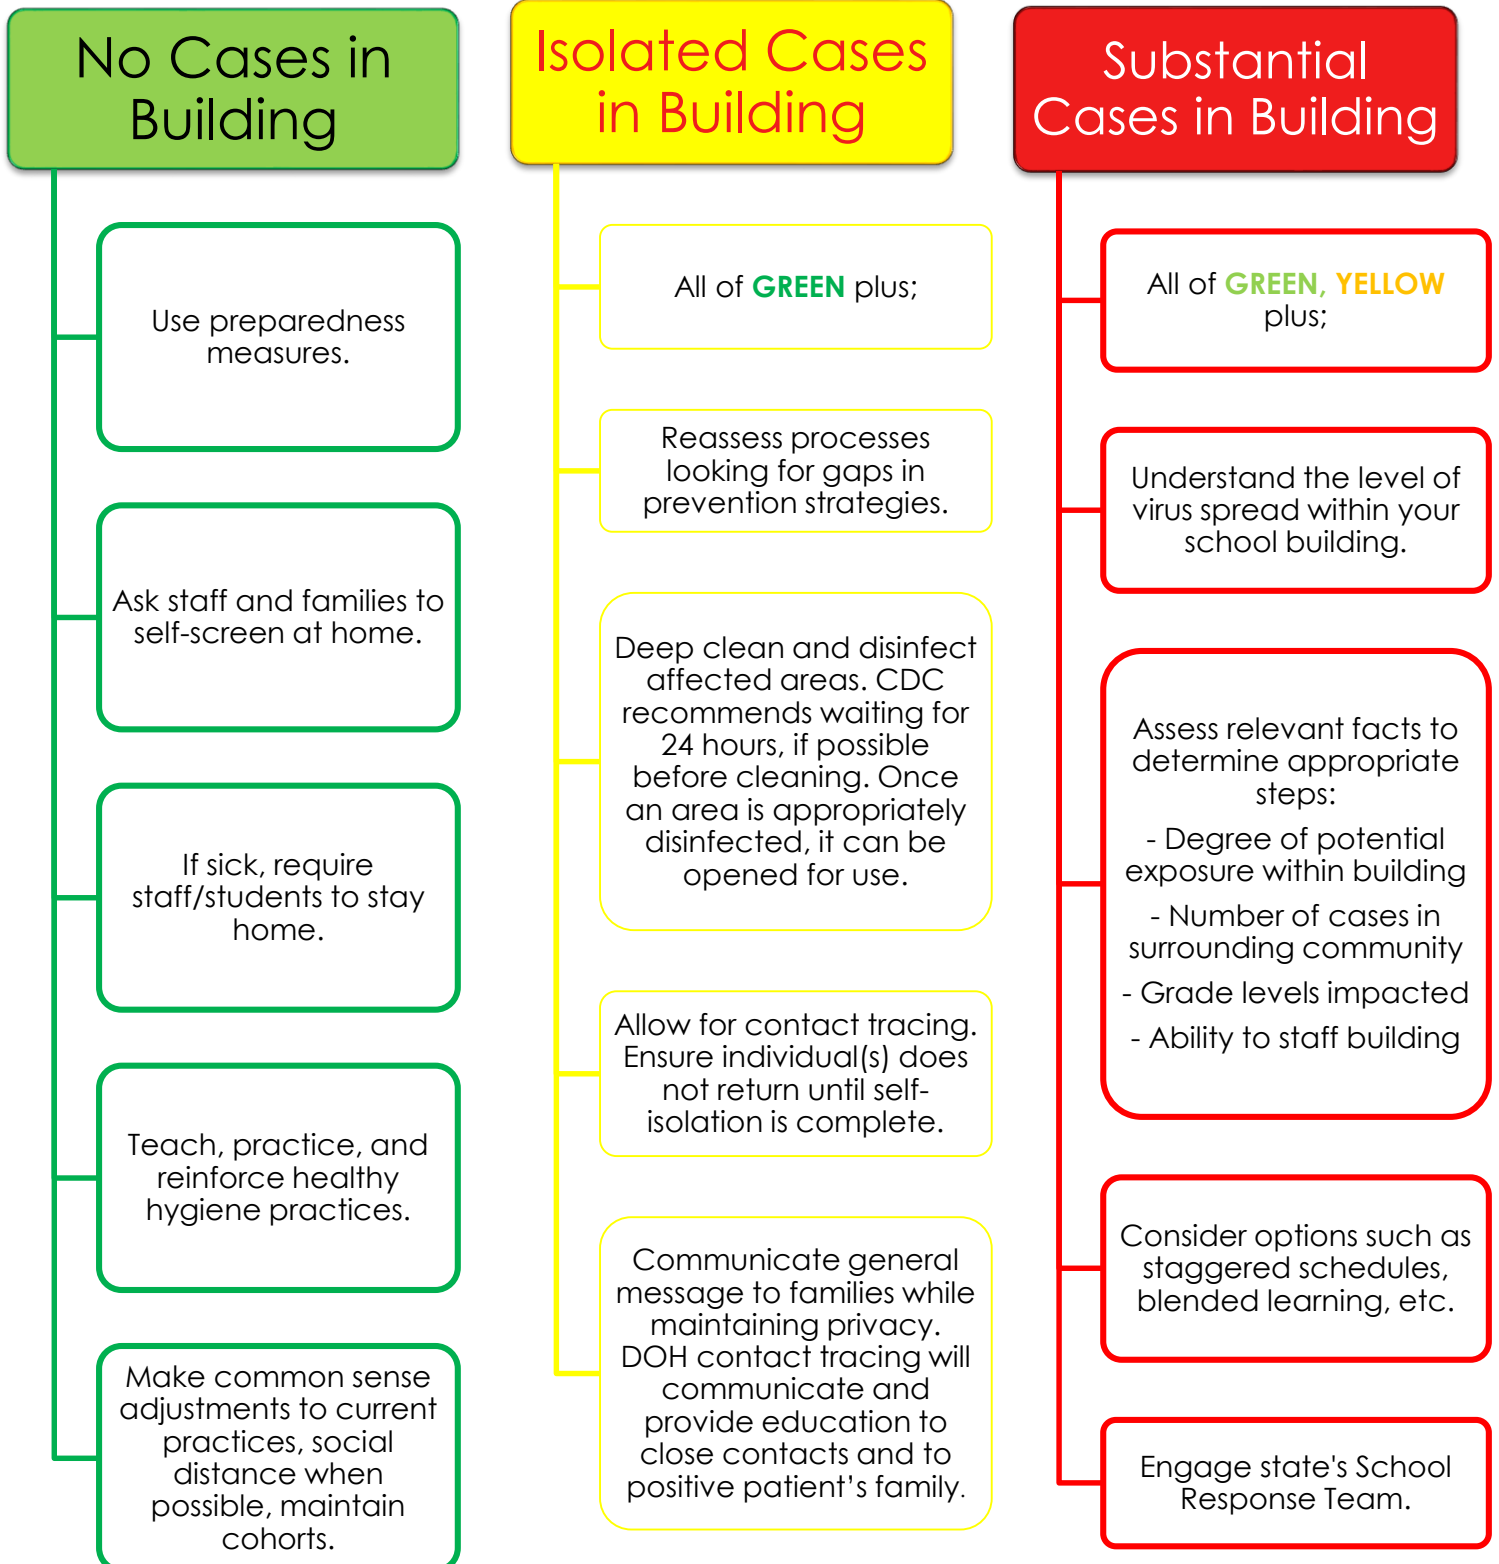 No Cases in
Building
Use preparedness
measures.
Ask staff and families to
self-screen at home.
If sick, require
staff/students to stay
home.
Teach, practice, and
reinforce healthy
hygiene practices.
Make common sense
adjustments to current
practices, social
distance when
possible, maintain
cohorts.
Isolated Cases
in Building
All of GREEN plus;
Reassess processes
looking for gaps in
prevention strategies.
Deep clean and disinfect
affected areas. CDC
recommends waiting for
24 hours, if possible
before cleaning. Once
an area is appropriately
disinfected, it can be
opened for use.
Allow for contact tracing.
Ensure individual(s) does
not return until self-
isolation is complete.
Communicate general
message to families while
maintaining privacy.
DOH contact tracing will
communicate and
provide education to
close contacts and to
positive patient’s family.
Substantial
Cases in Building
All of GREEN, YELLOW
plus;
Understand the level of
virus spread within your
school building.
Assess relevant facts to
determine appropriate
steps:
- Degree of potential
exposure within building
- Number of cases in
surrounding community
- Grade levels impacted
- Ability to staff building
Consider options such as
staggered schedules,
blended learning, etc.
Engage state's School
Response Team.